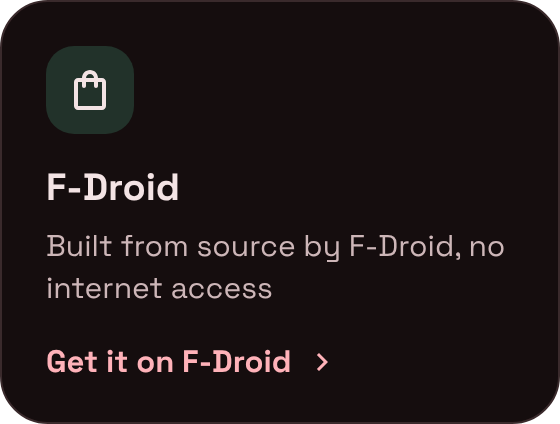 F-Droid
Built from source by F-Droid, no
internet access
Get it on F-Droid